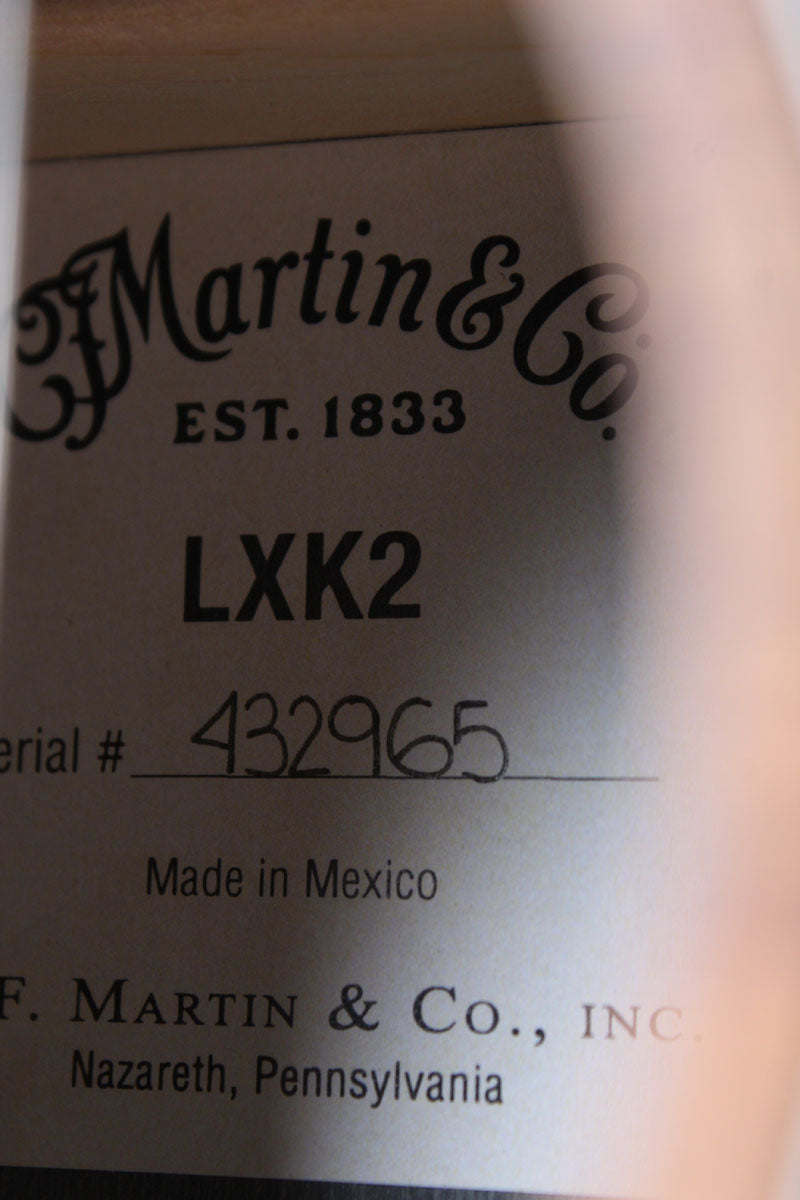 CFMartin & Co.
EST. 1833
LXK2
erial # 432965
Made in Mexico
F. MARTIN & CO., INC.
Nazareth, Pennsylvania